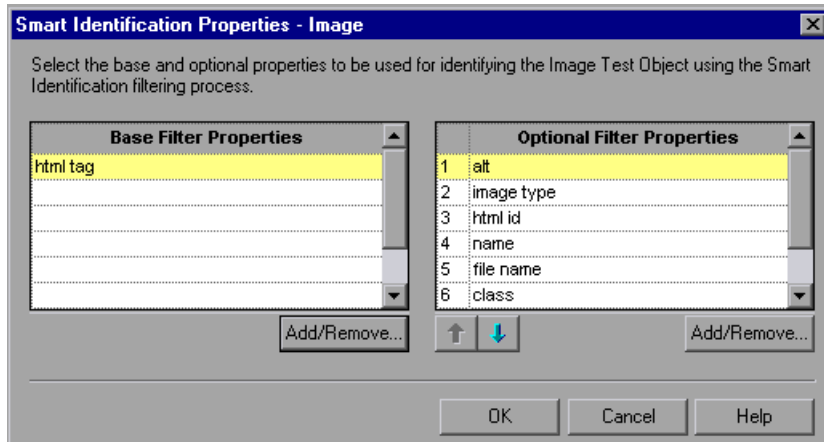 Smart Identification Properties - Image
Select the base and optional properties to be used for identifying the Image Test Object using the Smart
Identification filtering process.
Base Filter Properties
html tag
Add/Remove...
Optional Filter Properties
1 alt
2 image type
3 html id
4 name
5 file name
6 class
Add/Remove...
OK Cancel Help